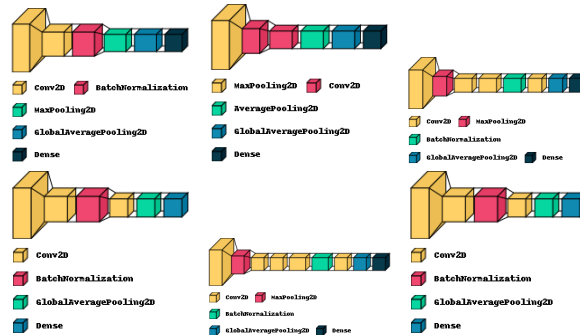 Conv2D BatchNormalization
MaxPooling2D
GlobalAveragePooling2D
Dense
MaxPooling2D Conv2D
AveragePooling2D
GlobalAveragePooling2D
Dense
Conv2D MaxPooling2D
BatchNormalization
GlobalAveragePooling2D Dense
Conv2D
BatchNormalization
GlobalAveragePooling2D
Dense
Conv2D MaxPooling2D
BatchNormalization
GlobalAveragePooling2D Dense
Conv2D
BatchNormalization
GlobalAveragePooling2D
Dense